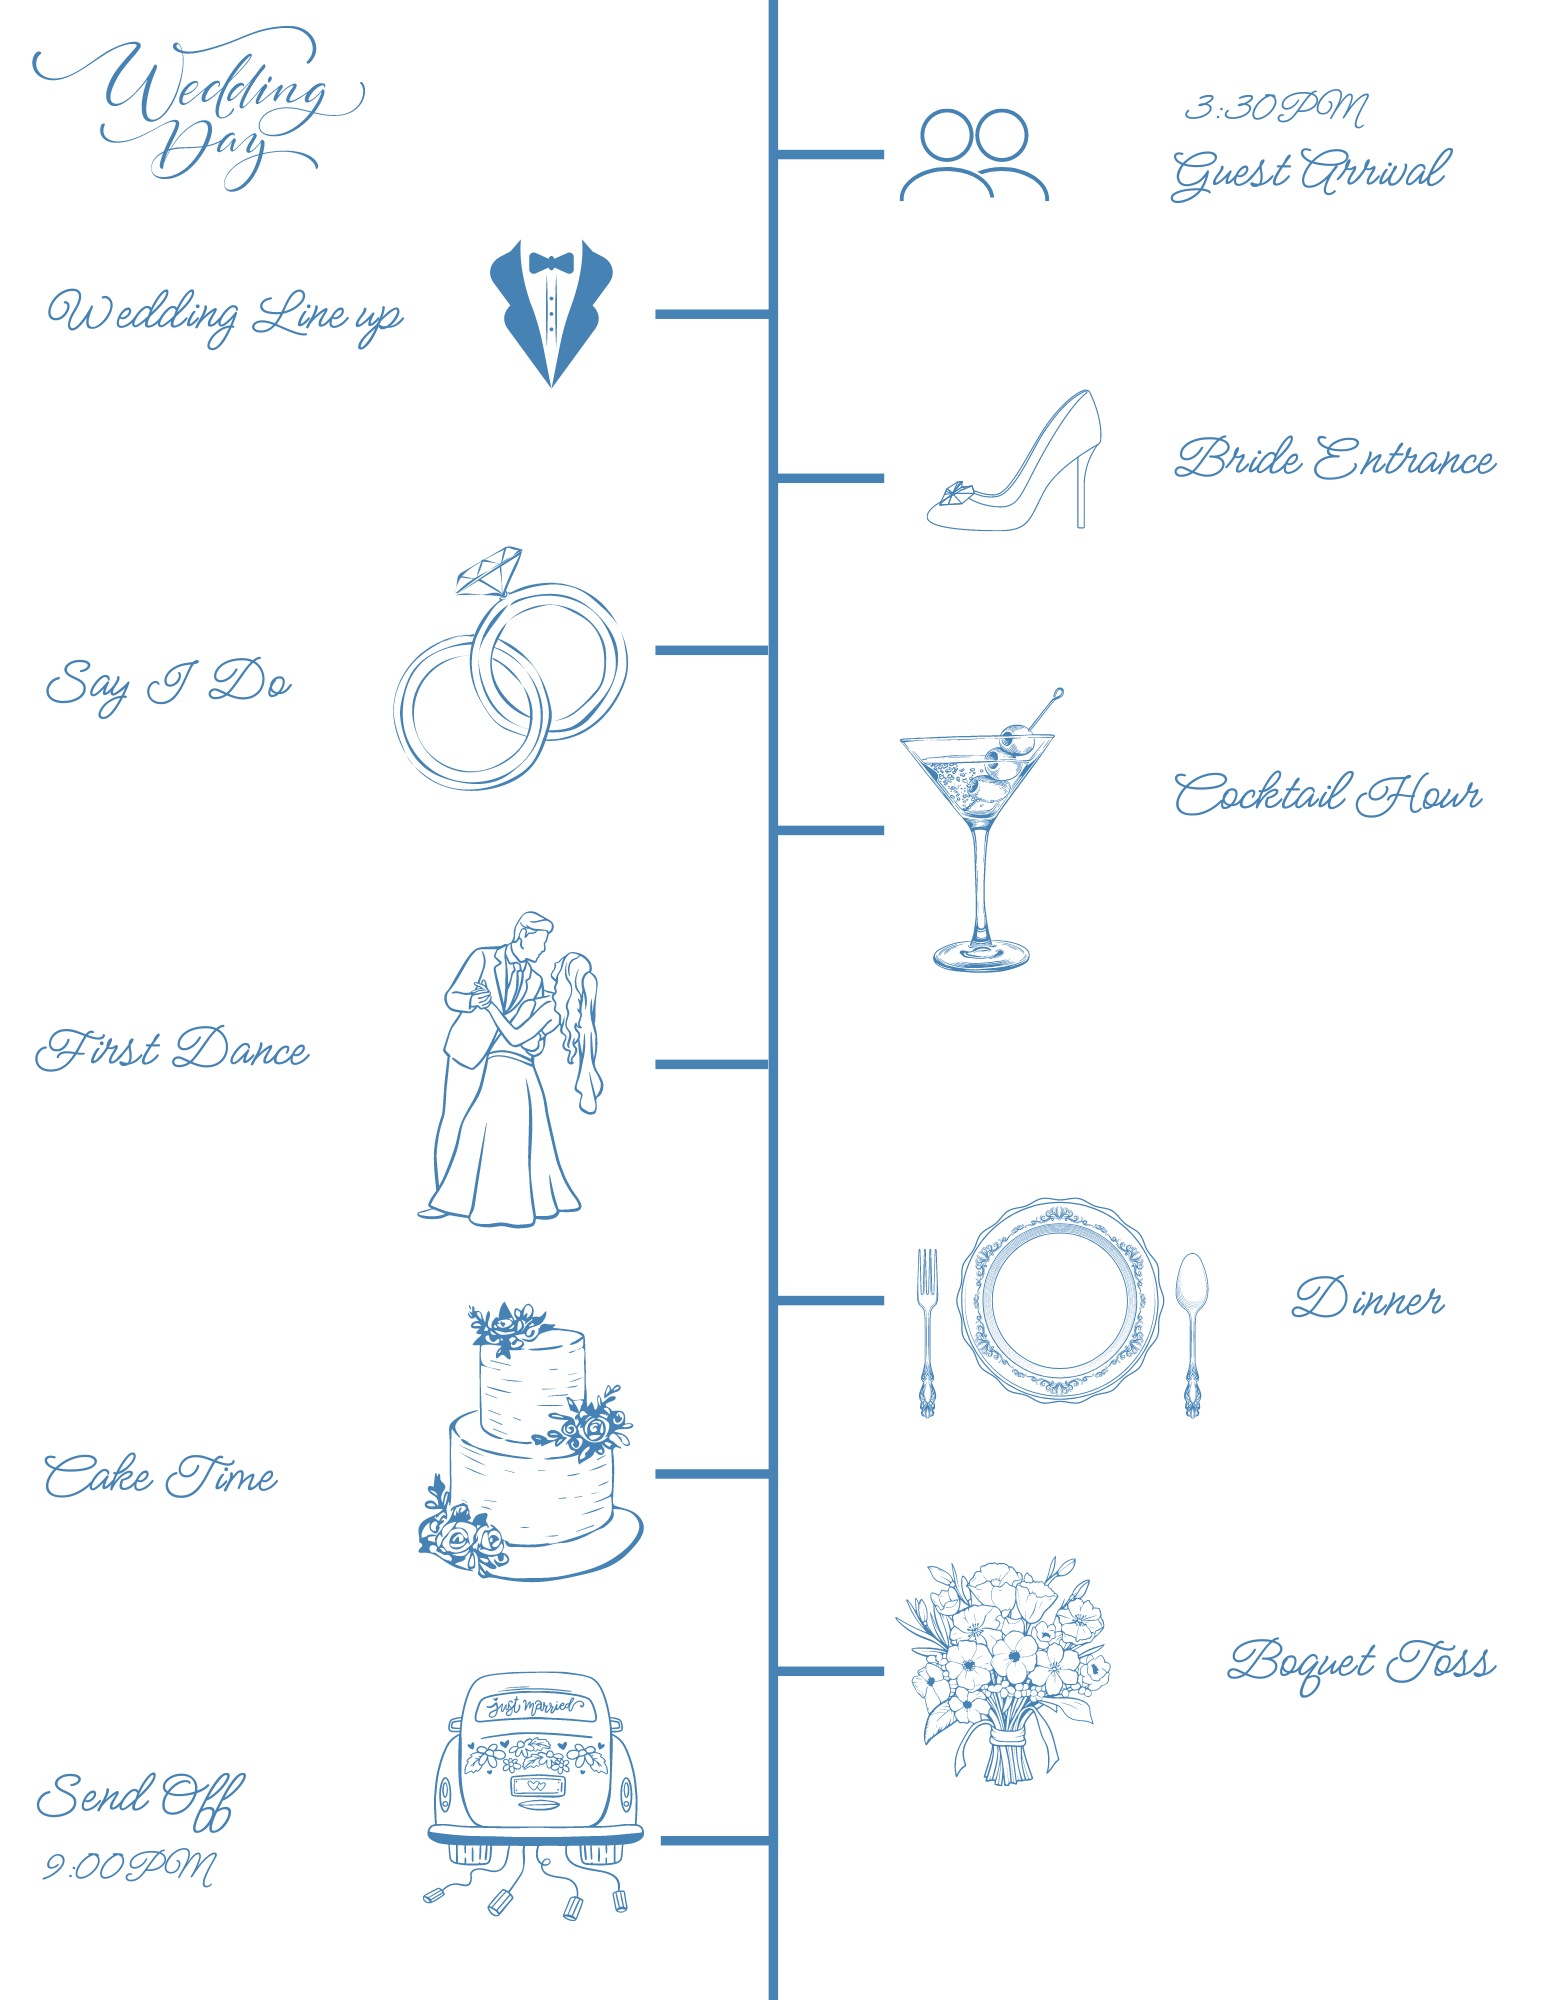 Wedding
Day
3:30PM
Guest Arrival
Wedding Line up
Bride Entrance
Say I Do
Cocktail Hour
First Dance
Dinner
Cake Time
Boquet Toss
just married
Send Off
9:00PM